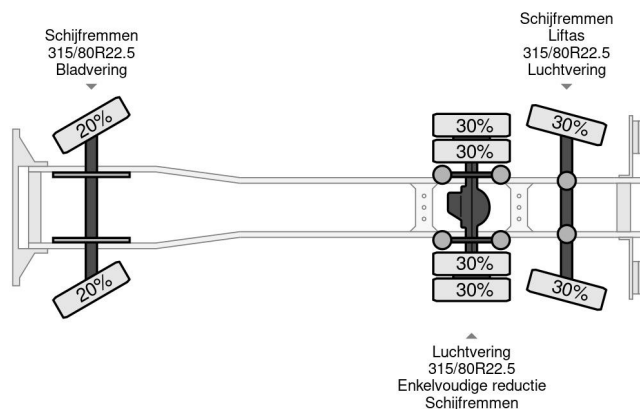 Schijfremmen
315/80R22.5
Bladvering
Schijfremmen
Liftas
315/80R22.5
Luchtvering
20%
30%
30%
30%
20%
30%
30%
30%
Luchtvering
315/80R22.5
Enkelvoudige reductie
Schijfremmen